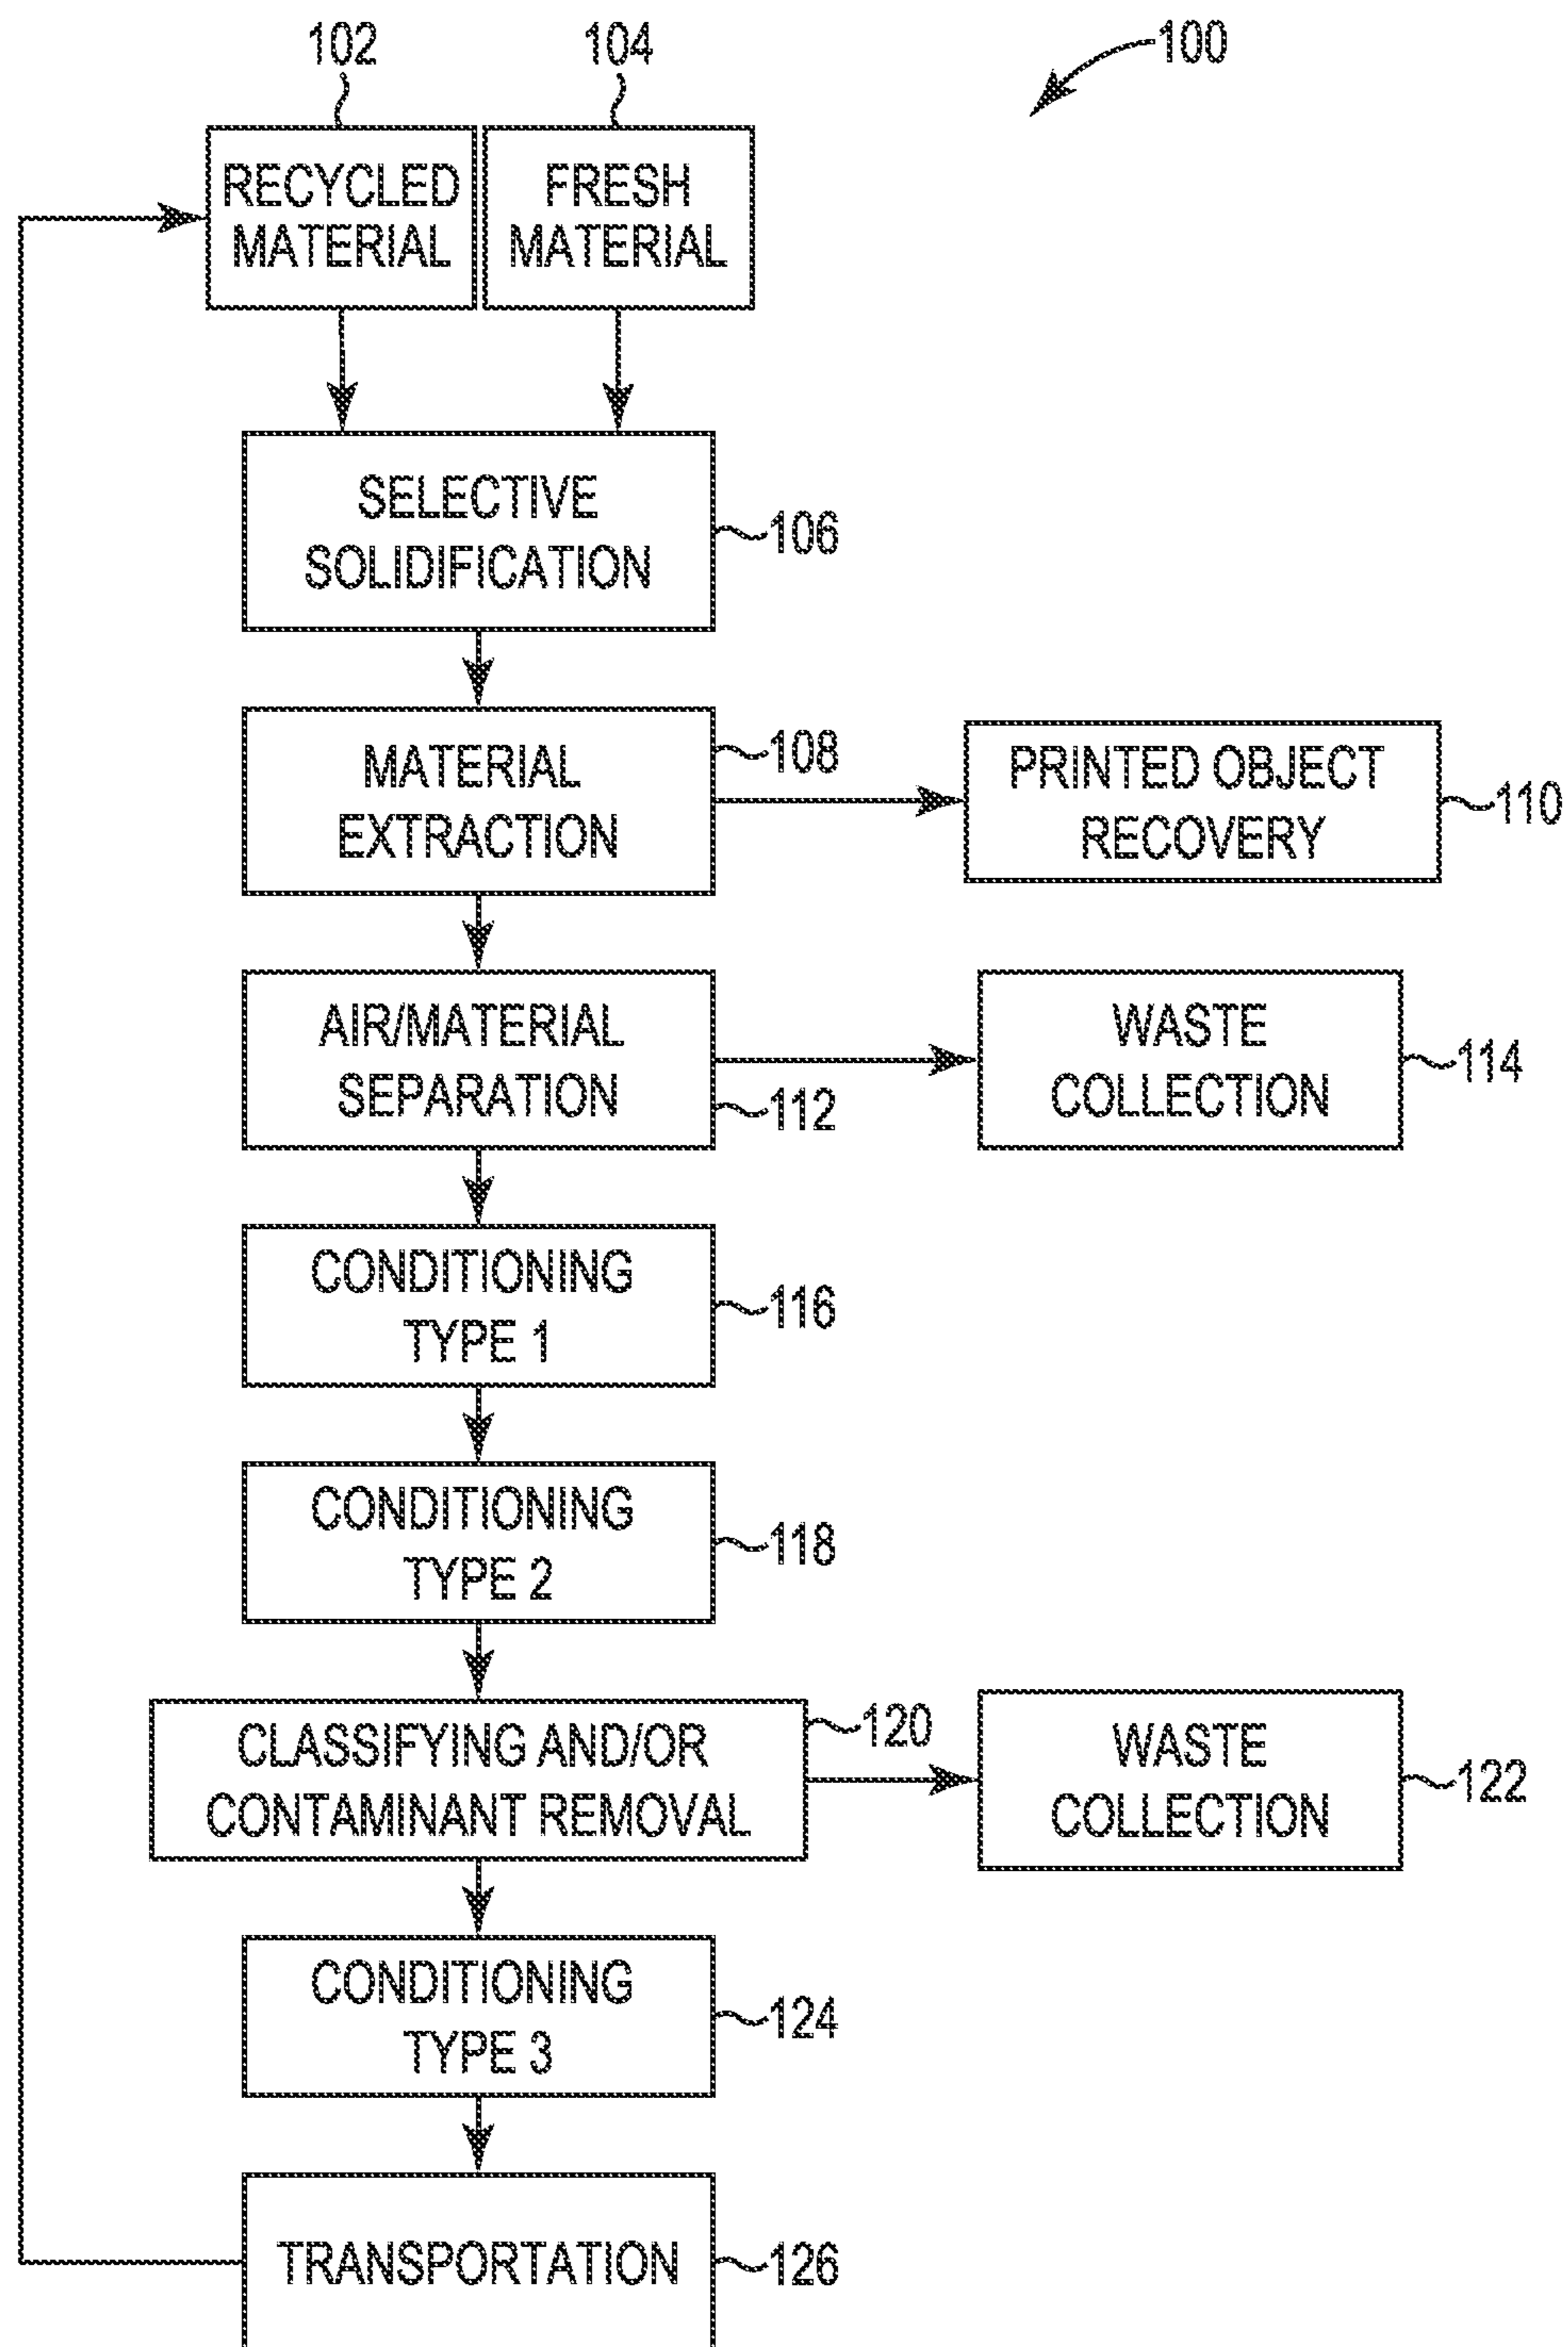 102
104
100
RECYCLED
MATERIAL
FRESH
MATERIAL
SELECTIVE
SOLIDIFICATION
106
MATERIAL
EXTRACTION
108
PRINTED OBJECT
RECOVERY
110
AIR/MATERIAL
SEPARATION
112
WASTE
COLLECTION
114
CONDITIONING
TYPE 1
116
CONDITIONING
TYPE 2
118
CLASSIFYING AND/OR
CONTAMINANT REMOVAL
120
WASTE
COLLECTION
122
CONDITIONING
TYPE 3
124
TRANSPORTATION
126